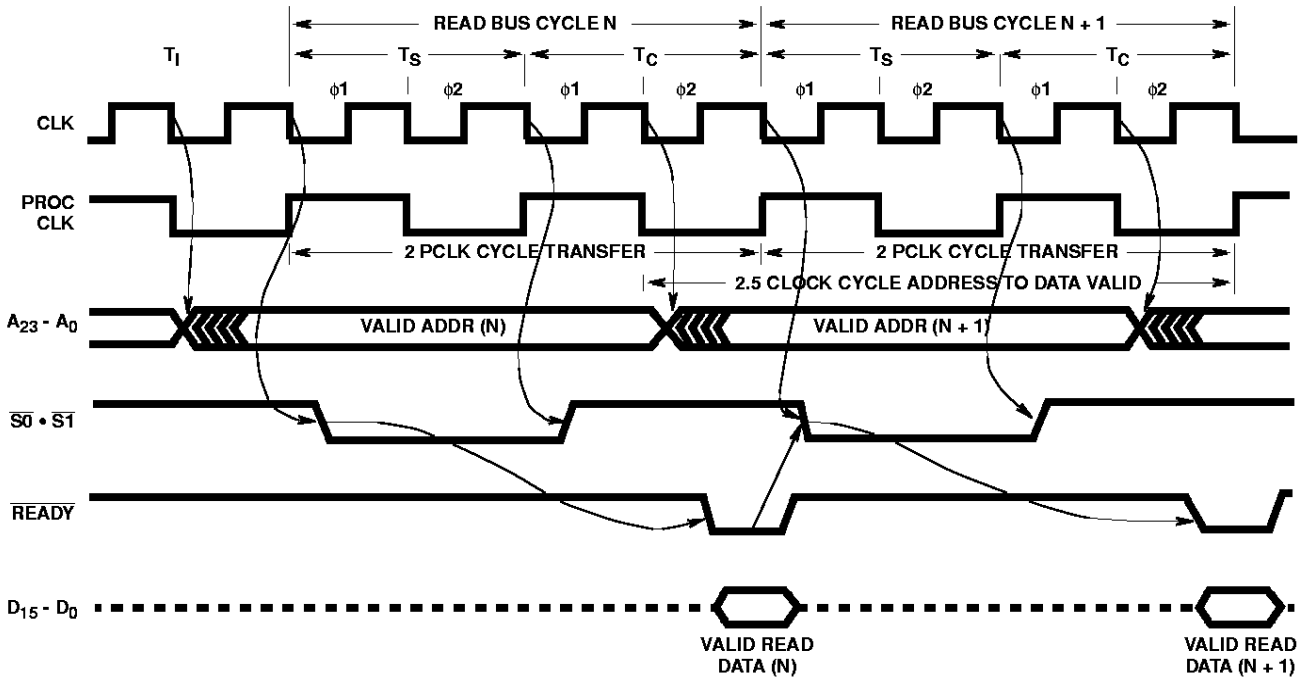 READ BUS CYCLE N READ BUS CYCLE N + 1
T_I T_S T_C T_S T_C
ϕ1 ϕ2 ϕ1 ϕ2 ϕ1 ϕ2 ϕ1 ϕ2
CLK
PROC
CLK
2 PCLK CYCLE TRANSFER 2 PCLK CYCLE TRANSFER
2.5 CLOCK CYCLE ADDRESS TO DATA VALID
A23 - A0 VALID ADDR (N) VALID ADDR (N + 1)
S0 • S1
READY
D15 - D0
VALID READ
DATA (N)
VALID READ
DATA (N + 1)